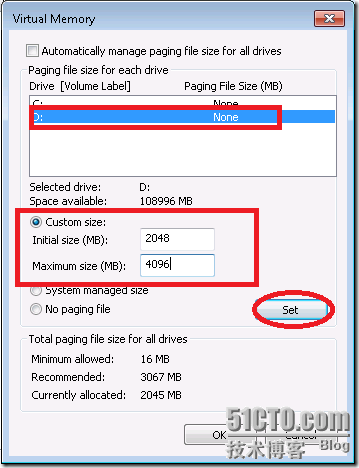 Virtual Memory
Automatically manage paging file size for all drives
Paging file size for each drive
Drive [Volume Label] Paging File Size (MB)
C: None
D: None
Selected drive: D:
Space available: 108996 MB
Custom size:
Initial size (MB): 2048
Maximum size (MB): 4096
System managed size
No paging file
Set
Total paging file size for all drives
Minimum allowed: 16 MB
Recommended: 3067 MB
Currently allocated: 2045 MB
OK Cancel
51CTO.com
技术博客 Blog